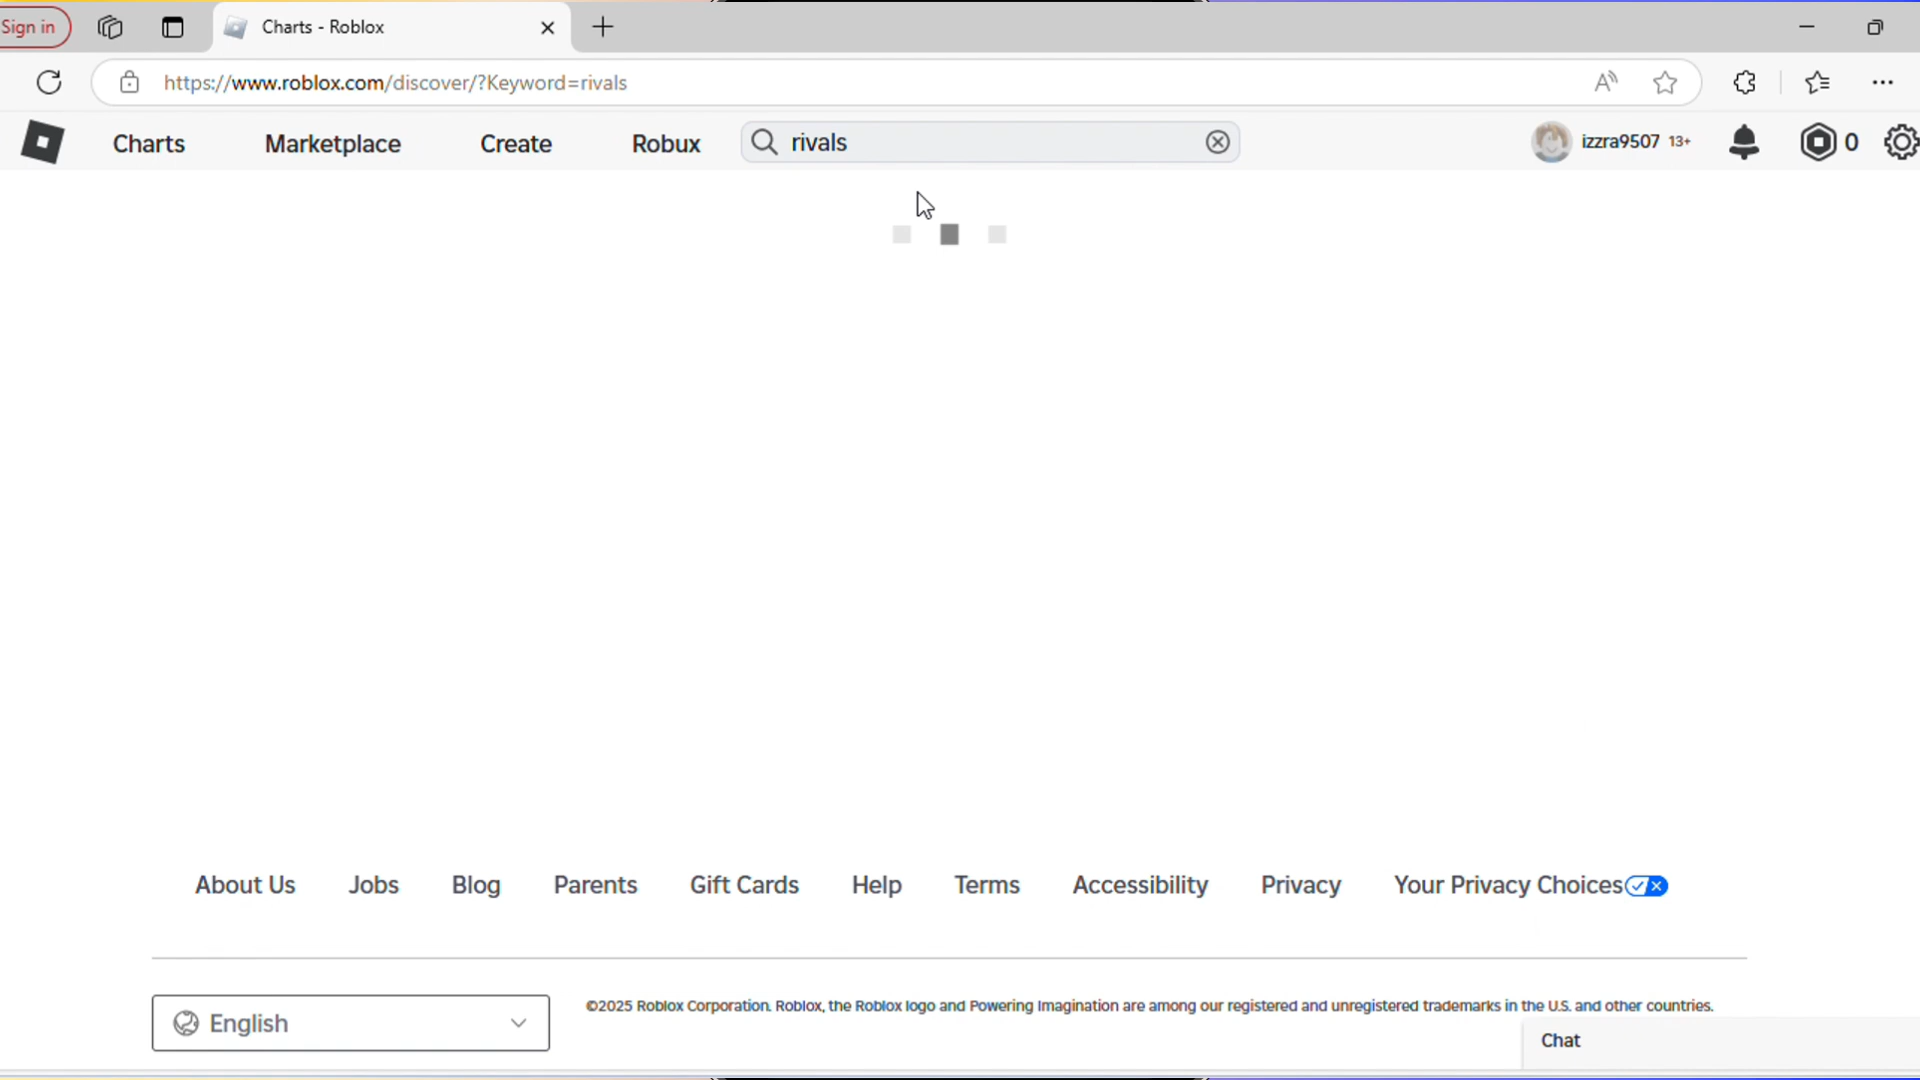 Sign in
Charts - Roblox
https://www.roblox.com/discover/?Keyword=rivals
Charts Marketplace Create Robux rivals izzra9507 13+ 0
About Us Jobs Blog Parents Gift Cards Help Terms Accessibility Privacy Your Privacy Choices
English
©2025 Roblox Corporation. Roblox, the Roblox logo and Powering Imagination are among our registered and unregistered trademarks in the U.S. and other countries.
Chat